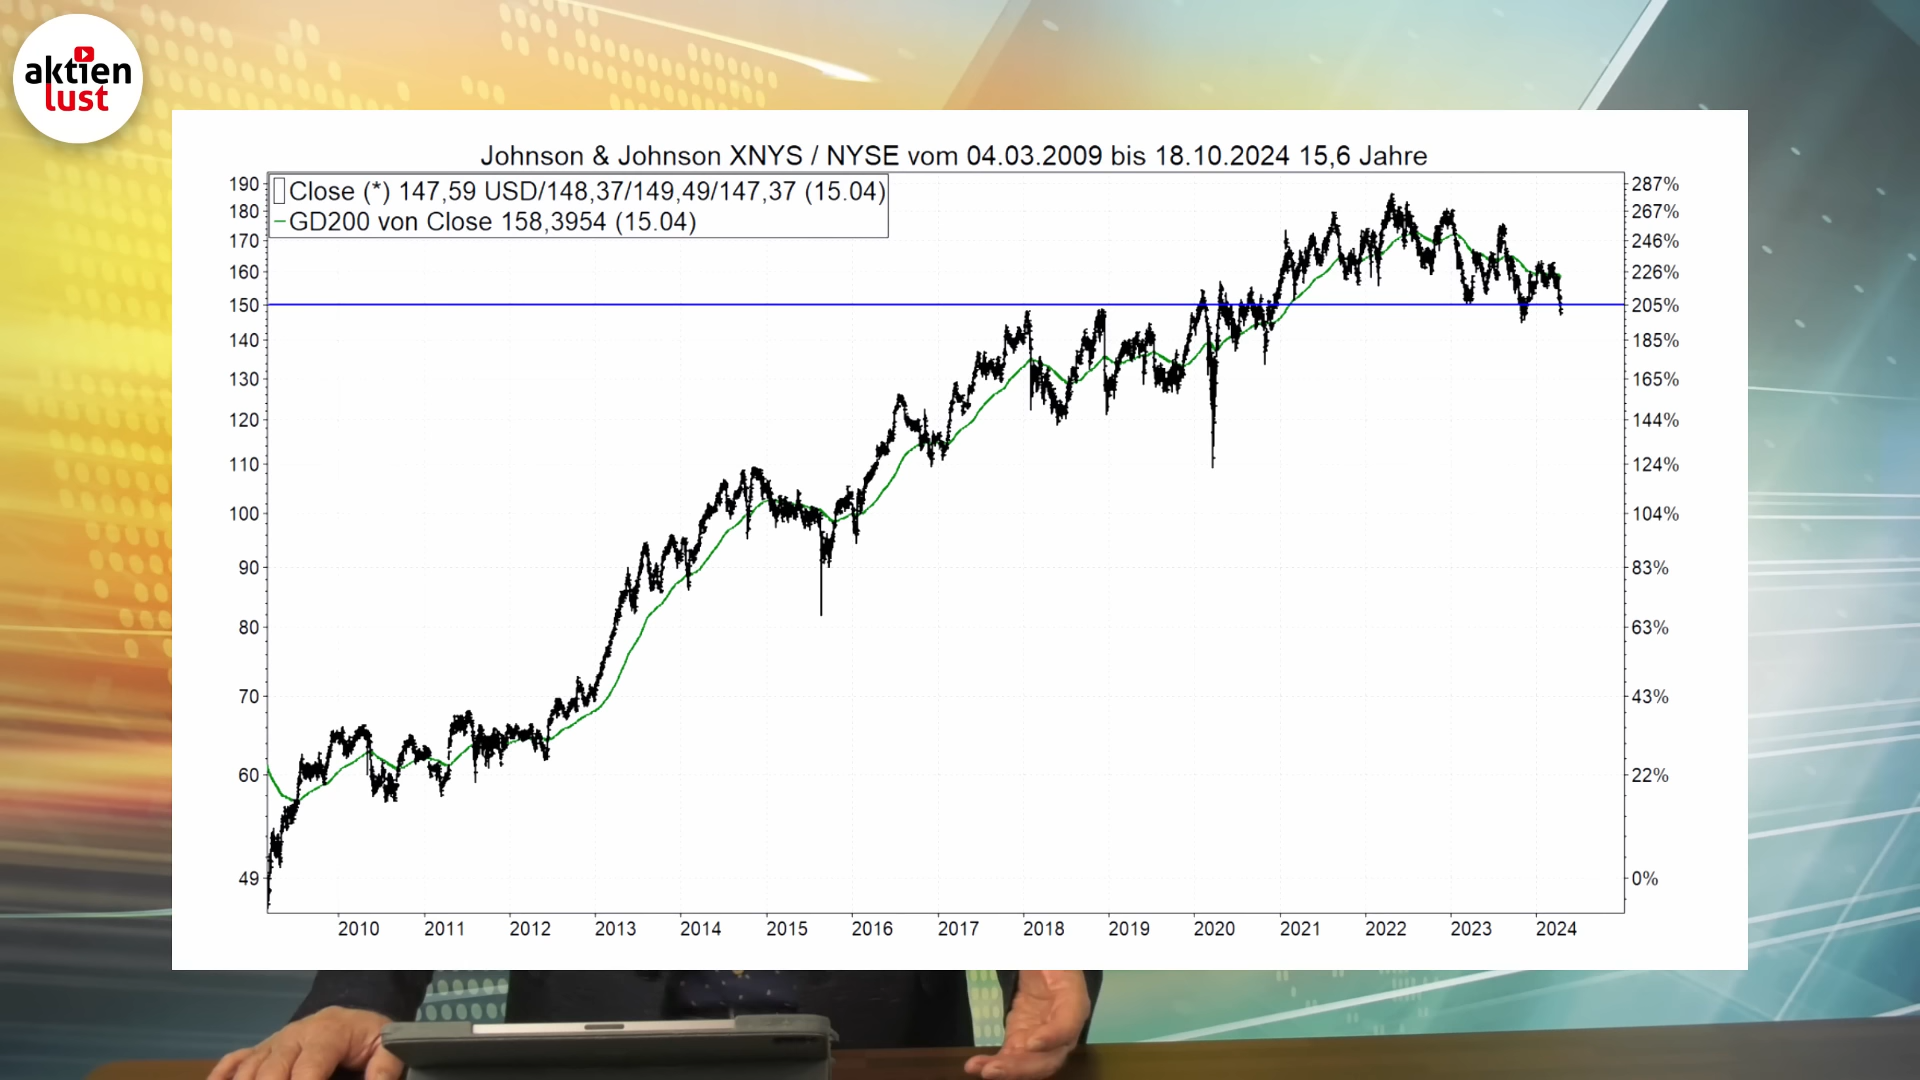 aktien
lust
Johnson & Johnson XNYS / NYSE vom 04.03.2009 bis 18.10.2024 15,6 Jahre
Close (*) 147,59 USD/148,37/149,49/147,37 (15.04)
GD200 von Close 158,3954 (15.04)
190 287%
180 267%
170 246%
160 226%
150 205%
140 185%
130 165%
120 144%
110 124%
100 104%
90 83%
80 63%
70 43%
60 22%
49 0%
2010 2011 2012 2013 2014 2015 2016 2017 2018 2019 2020 2021 2022 2023 2024